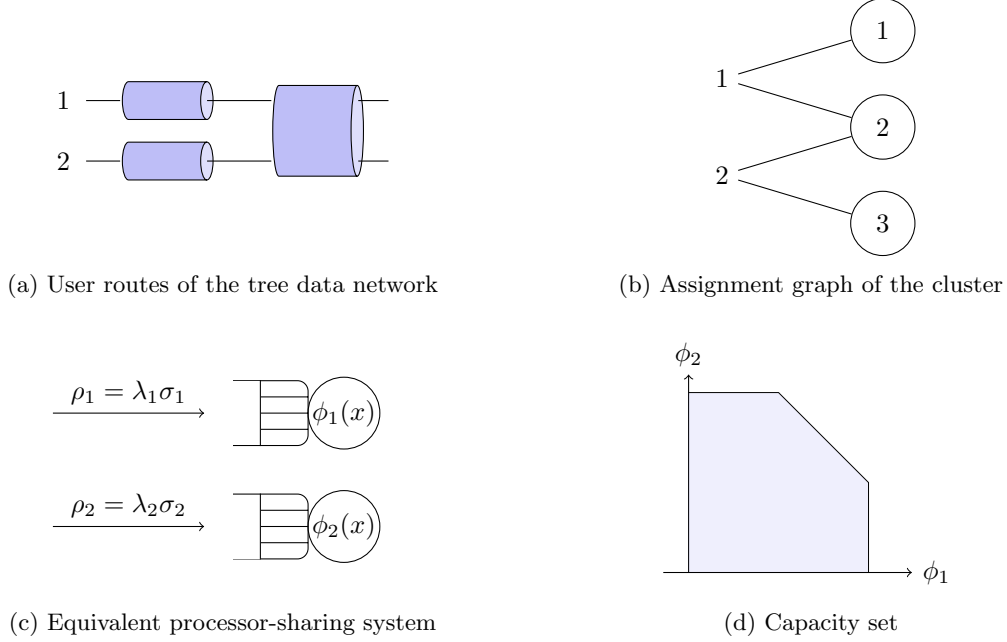 1
2
(a) User routes of the tree data network
1
2
1
2
3
(b) Assignment graph of the cluster
ρ₁ = λ₁σ₁
ϕ₁(x)
ρ₂ = λ₂σ₂
ϕ₂(x)
(c) Equivalent processor-sharing system
ϕ₂
ϕ₁
(d) Capacity set